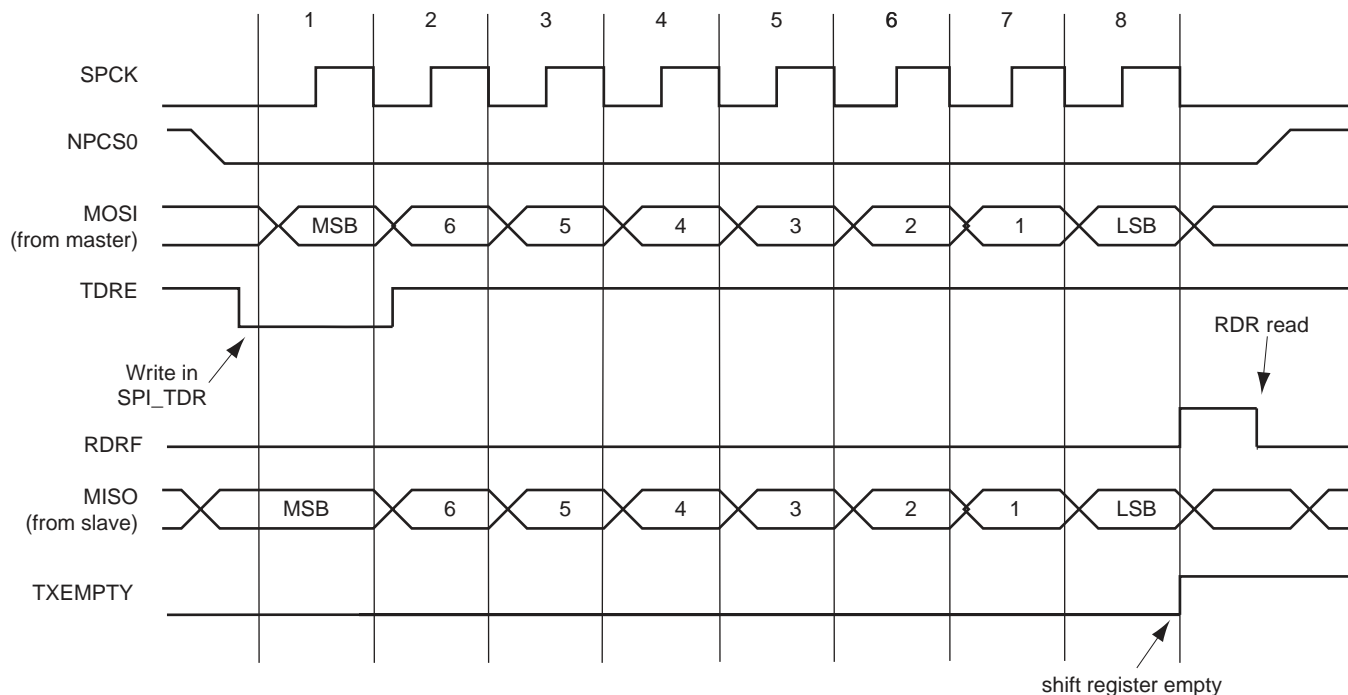 1 2 3 4 5 6 7 8
SPCK
NPCS0
MOSI
(from master)
MSB 6 5 4 3 2 1 LSB
TDRE
RDR read
Write in
SPI_TDR
RDRF
MISO
(from slave)
MSB 6 5 4 3 2 1 LSB
TXEMPTY
shift register empty